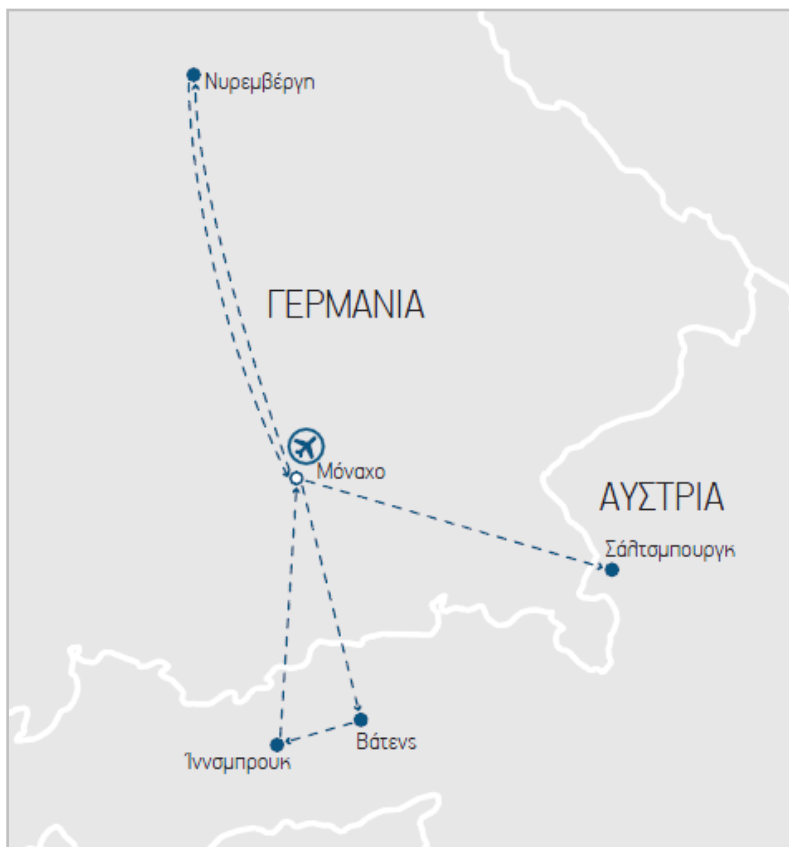 Νυρεμβέργη
ΓΕΡΜΑΝΙΑ
Μόναχο
ΑΥΣΤΡΙΑ
Σάλτσμπουργκ
Βάτενς
Ίννσμπρουκ